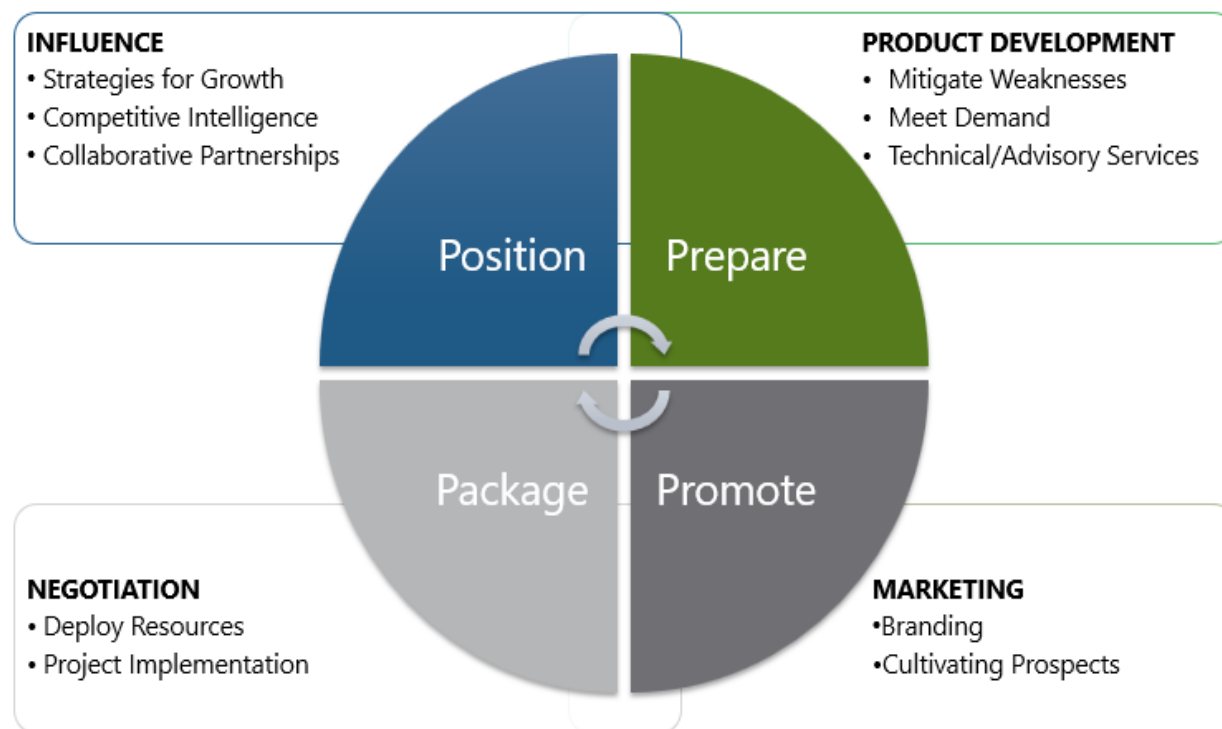 INFLUENCE
• Strategies for Growth
• Competitive Intelligence
• Collaborative Partnerships
PRODUCT DEVELOPMENT
• Mitigate Weaknesses
• Meet Demand
• Technical/Advisory Services
Position
Prepare
Package
Promote
NEGOTIATION
• Deploy Resources
• Project Implementation
MARKETING
•Branding
•Cultivating Prospects